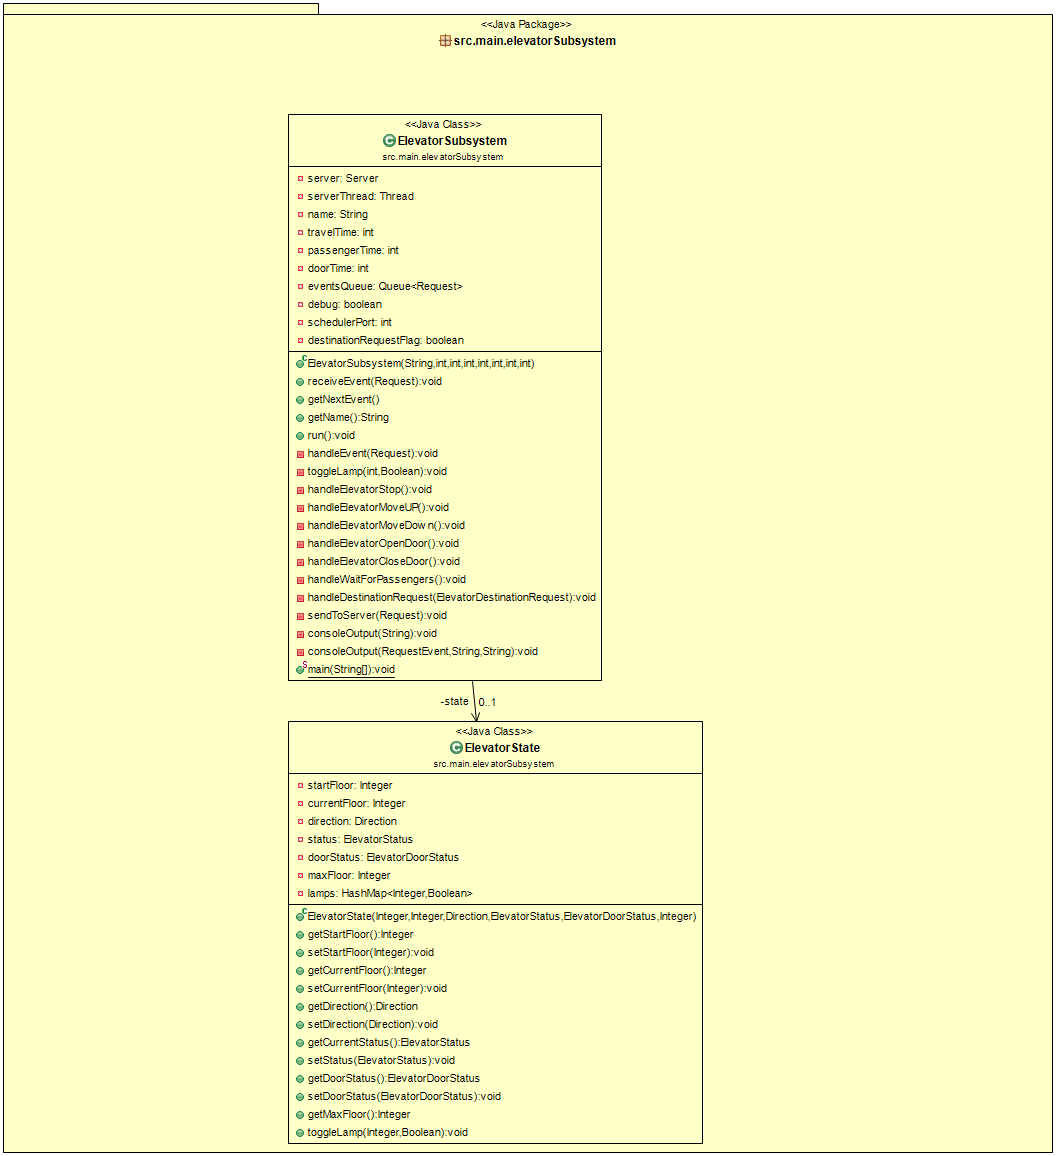 <<Java Package>>
src.main.elevatorSubsystem
<<Java Class>>
ElevatorSubsystem
src.main.elevatorSubsystem
server: Server
serverThread: Thread
name: String
travelTime: int
passengerTime: int
doorTime: int
eventsQueue: Queue<Request>
debug: boolean
schedulerPort: int
destinationRequestFlag: boolean
ElevatorSubsystem(String,int,int,int,int,int,int,int)
receiveEvent(Request):void
getNextEvent()
getName():String
run():void
handleEvent(Request):void
toggleLamp(int,Boolean):void
handleElevatorStop():void
handleElevatorMoveUP():void
handleElevatorMoveDown():void
handleElevatorOpenDoor():void
handleElevatorCloseDoor():void
handleWaitForPassengers():void
handleDestinationRequest(ElevatorDestinationRequest):void
sendToServer(Request):void
consoleOutput(String):void
consoleOutput(RequestEvent,String,String):void
main(String[]):void
-state 0..1
<<Java Class>>
ElevatorState
src.main.elevatorSubsystem
startFloor: Integer
currentFloor: Integer
direction: Direction
status: ElevatorStatus
doorStatus: ElevatorDoorStatus
maxFloor: Integer
lamps: HashMap<Integer,Boolean>
ElevatorState(Integer,Integer,Direction,ElevatorStatus,ElevatorDoorStatus,Integer)
getStartFloor():Integer
setStartFloor(Integer):void
getCurrentFloor():Integer
setCurrentFloor(Integer):void
getDirection():Direction
setDirection(Direction):void
getCurrentStatus():ElevatorStatus
setStatus(ElevatorStatus):void
getDoorStatus():ElevatorDoorStatus
setDoorStatus(ElevatorDoorStatus):void
getMaxFloor():Integer
toggleLamp(Integer,Boolean):void